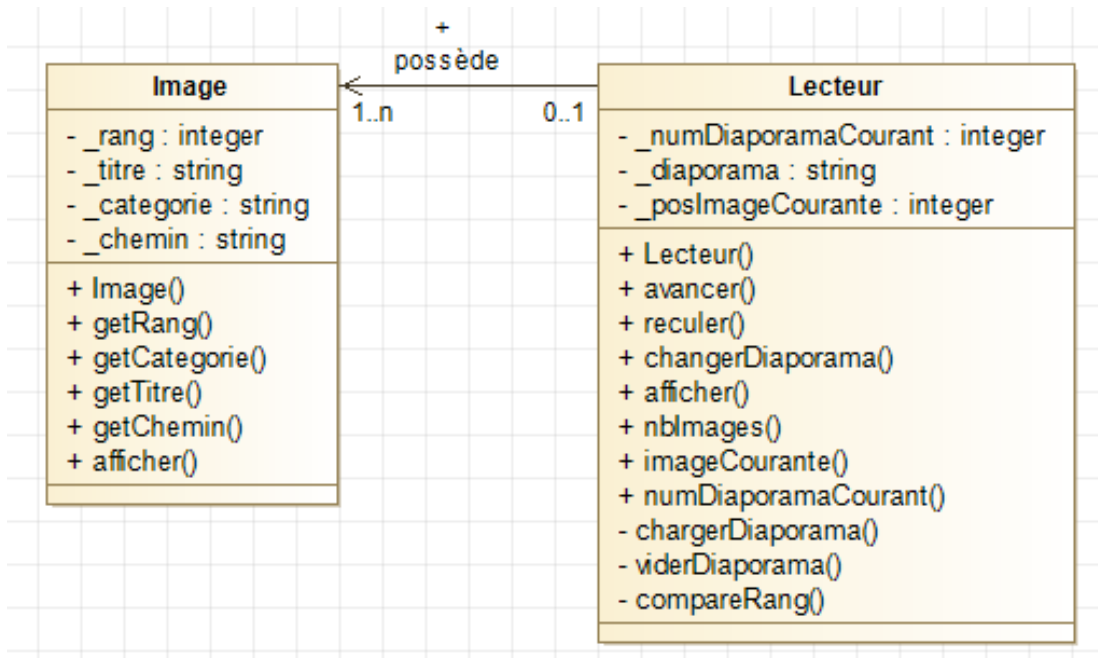 +
possède
1..n
0..1
Image
- _rang : integer
- _titre : string
- _categorie : string
- _chemin : string
+ Image()
+ getRang()
+ getCategorie()
+ getTitre()
+ getChemin()
+ afficher()
Lecteur
- _numDiaporamaCourant : integer
- _diaporama : string
- _posImageCourante : integer
+ Lecteur()
+ avancer()
+ reculer()
+ changerDiaporama()
+ afficher()
+ nbImages()
+ imageCourante()
+ numDiaporamaCourant()
- chargerDiaporama()
- viderDiaporama()
- compareRang()